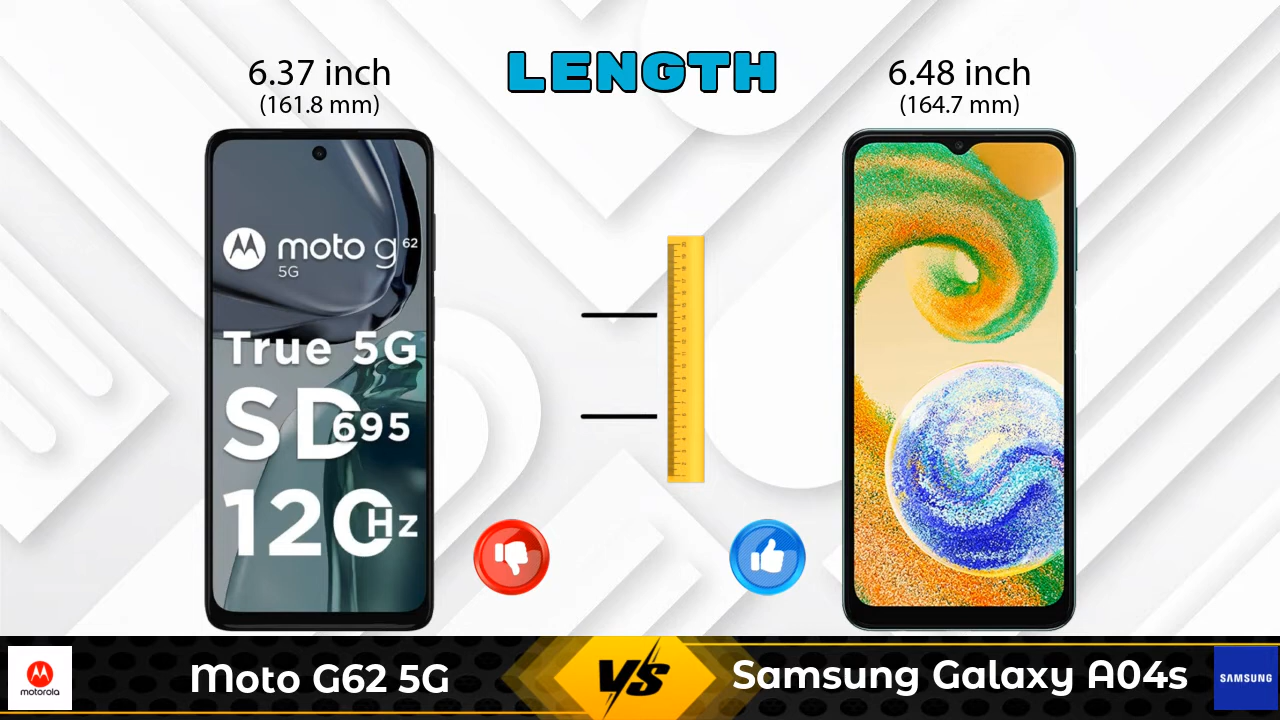 LENGTH
6.37 inch
(161.8 mm)
6.48 inch
(164.7 mm)
moto g 62
5G
True 5G
SD695
120Hz
motorola
Moto G62 5G
VS
Samsung Galaxy A04s
SAMSUNG